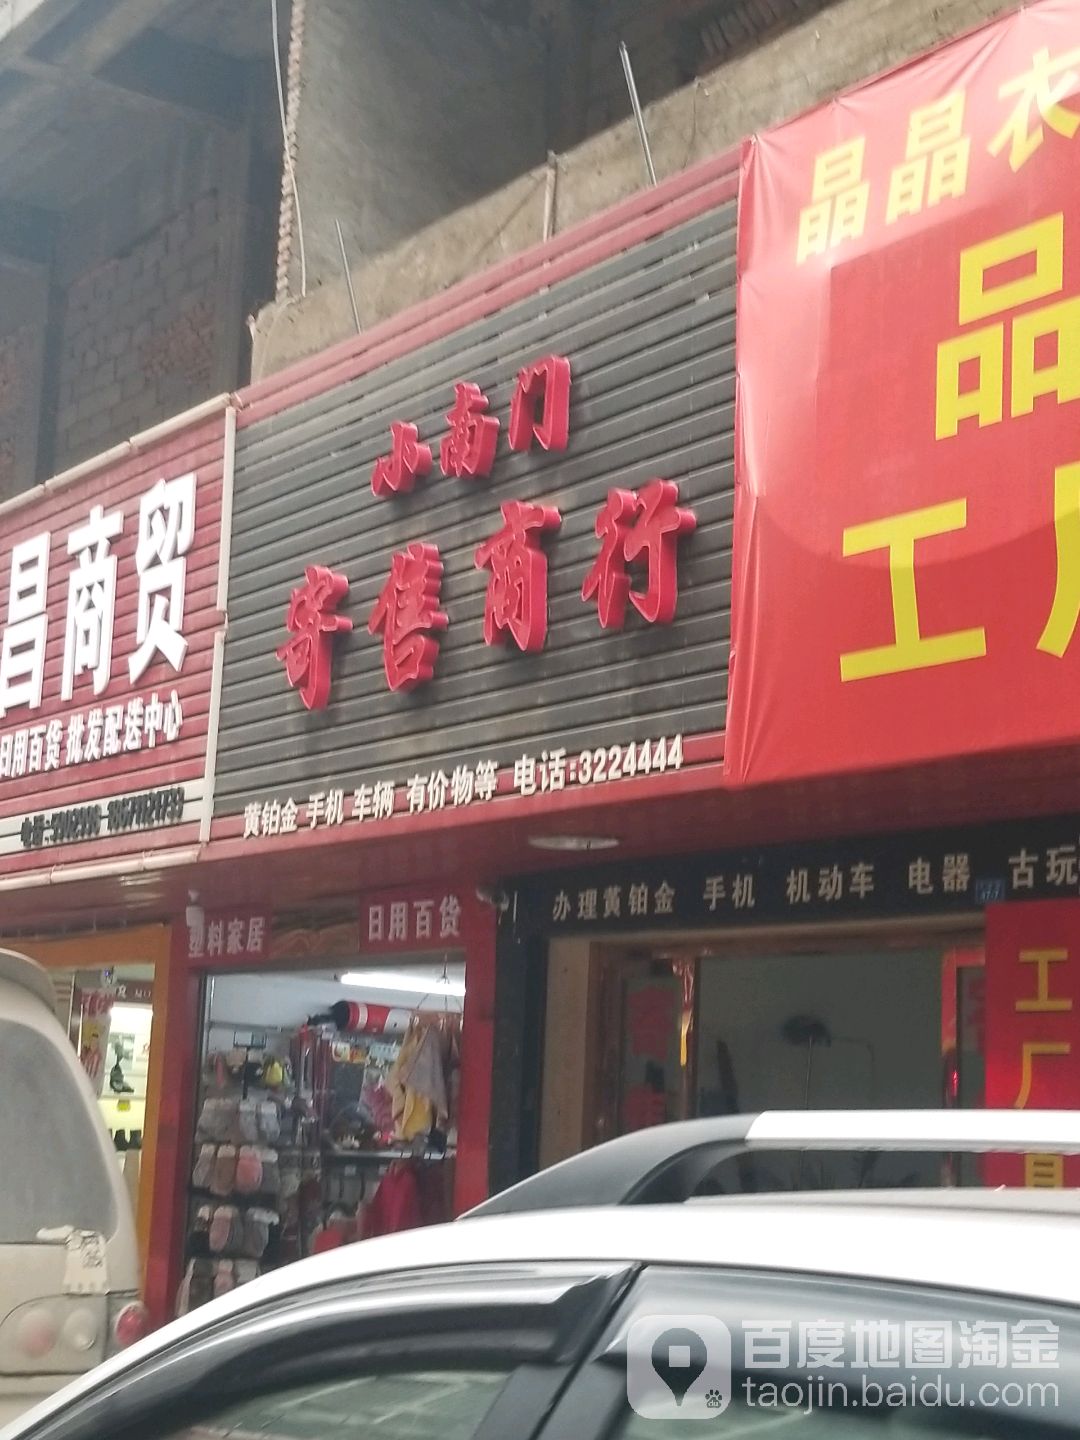 昌商贸
日用百货 批发配送中心
小南门
寄售商行
黄铂金 手机 车辆 有价物等 电话:3224444
晶晶衣
品
工厂
塑料家居
日用百货
办理黄铂金 手机 机动车 电器 古玩
工
厂
百度地图淘金
taojin.baidu.com